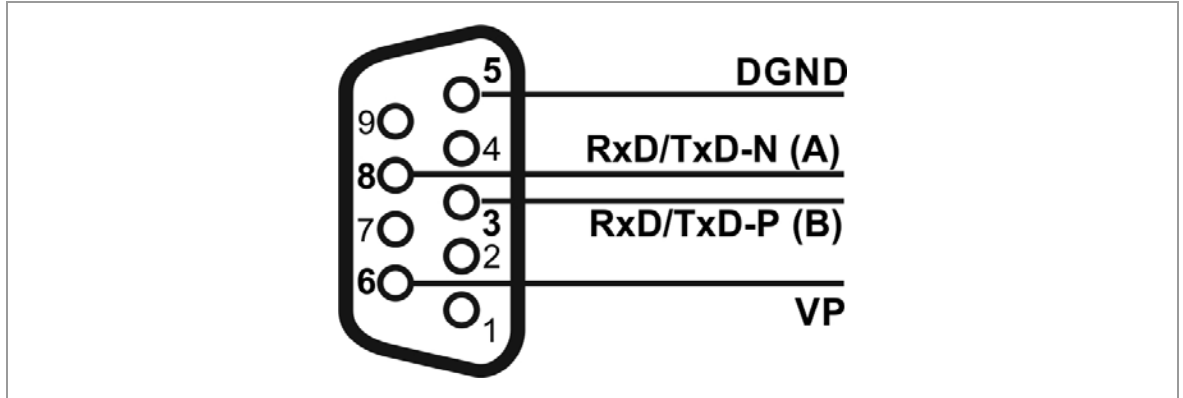 5 DGND
9
4 RxD/TxD-N (A)
8
3
7 RxD/TxD-P (B)
2
6
1 VP